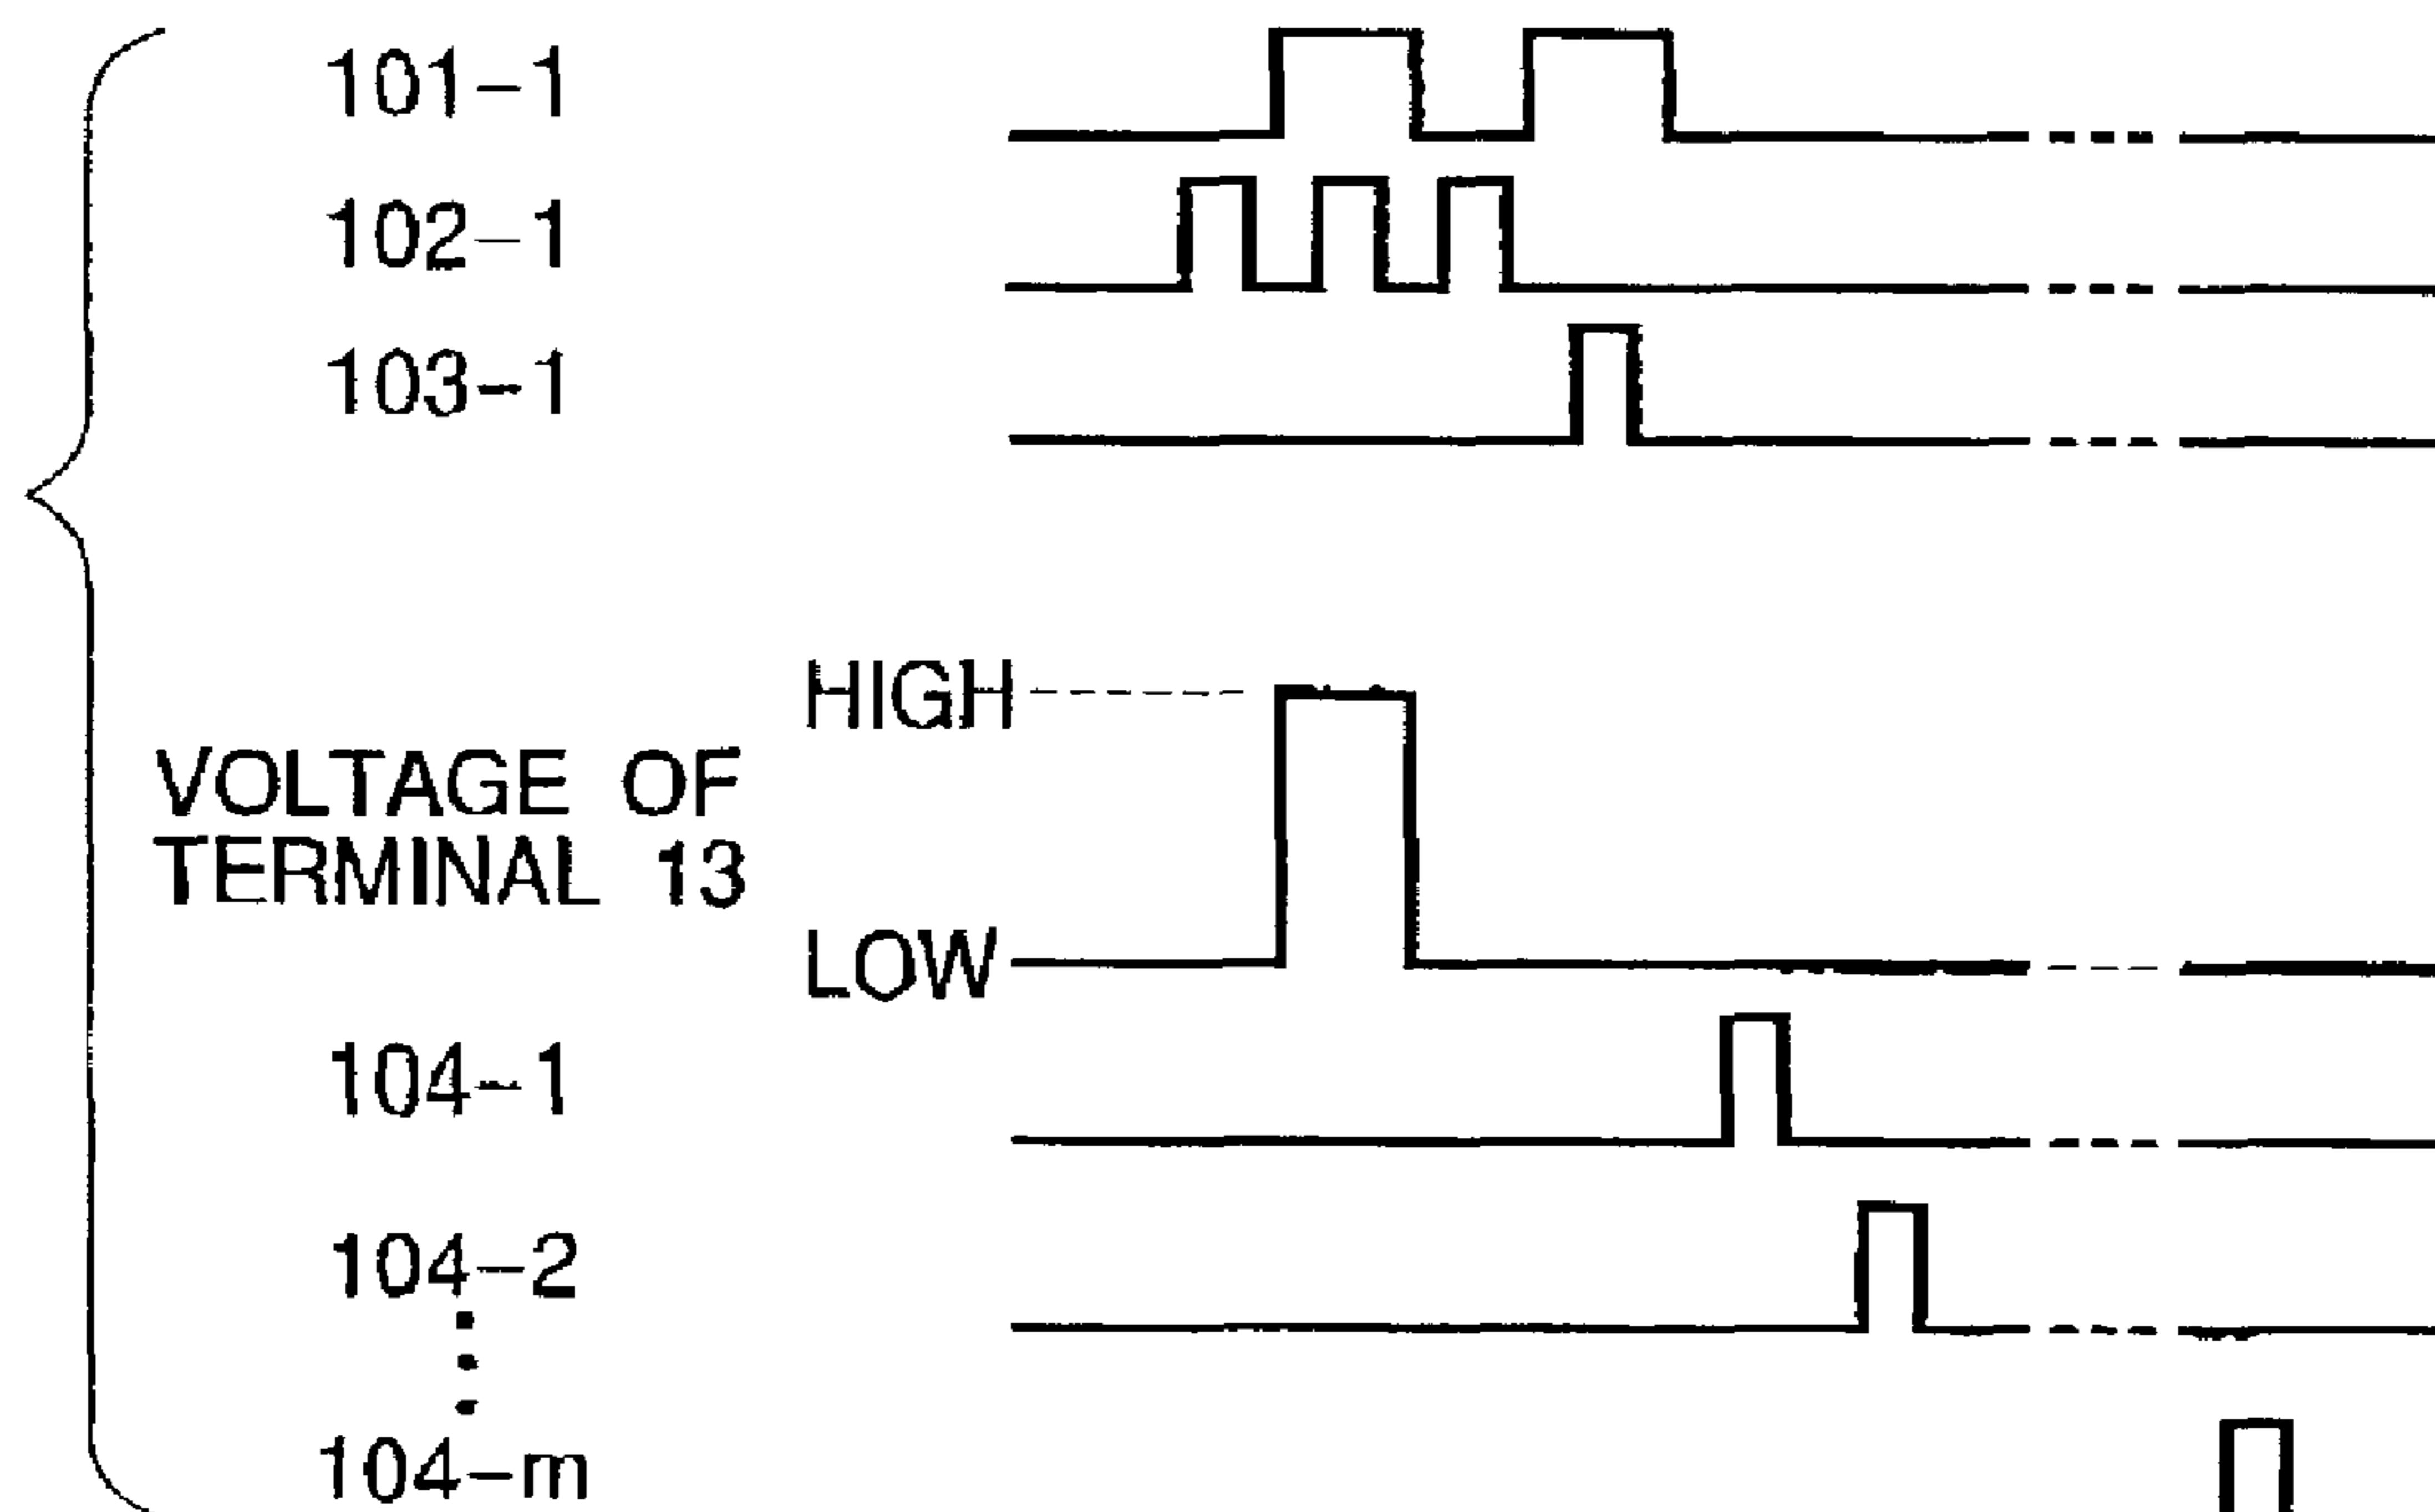 101-1
102-1
103-1
HIGH
VOLTAGE OF
TERMINAL 13
LOW
104-1
104-2
104-m